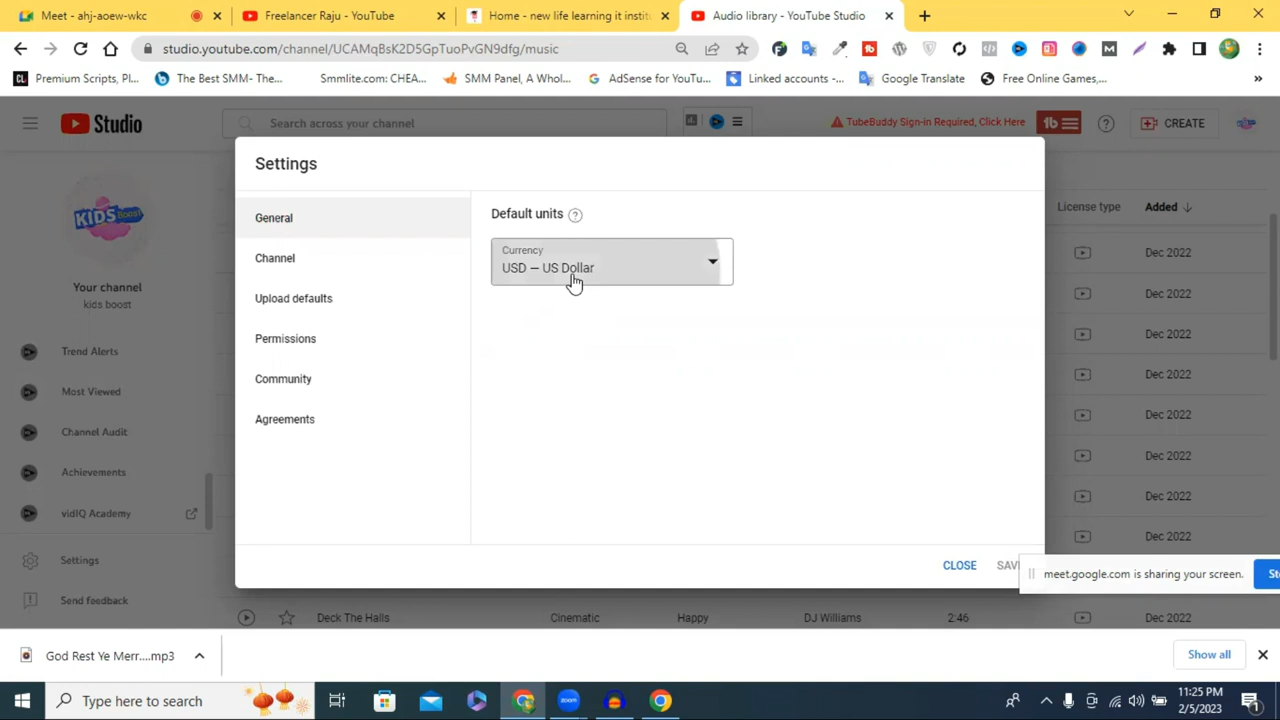 Meet - ahj-aoew-wkc
Freelancer Raju - YouTube
Home - new life learning it instit
Audio library - YouTube Studio
studio.youtube.com/channel/UCAMqBsK2D5GpTuoPvGN9dfg/music
Premium Scripts, Pl...
The Best SMM- The...
Smmlite.com: CHEA...
SMM Panel, A Whol...
AdSense for YouTu...
Linked accounts -...
Google Translate
Free Online Games,...
Studio
Search across your channel
TubeBuddy Sign-in Required, Click Here
CREATE
Settings
KIDS Boost
Your channel
kids boost
Trend Alerts
Most Viewed
Channel Audit
Achievements
vidIQ Academy
Settings
Send feedback
General
Channel
Upload defaults
Permissions
Community
Agreements
Default units
Currency
USD — US Dollar
CLOSE
SAV
License type
Added
Dec 2022
Dec 2022
Dec 2022
Dec 2022
Dec 2022
Dec 2022
Dec 2022
Dec 2022
meet.google.com is sharing your screen.
St
Deck The Halls
Cinematic
Happy
DJ Williams
2:46
Dec 2022
God Rest Ye Merr....mp3
Show all
Type here to search
11:25 PM
2/5/2023